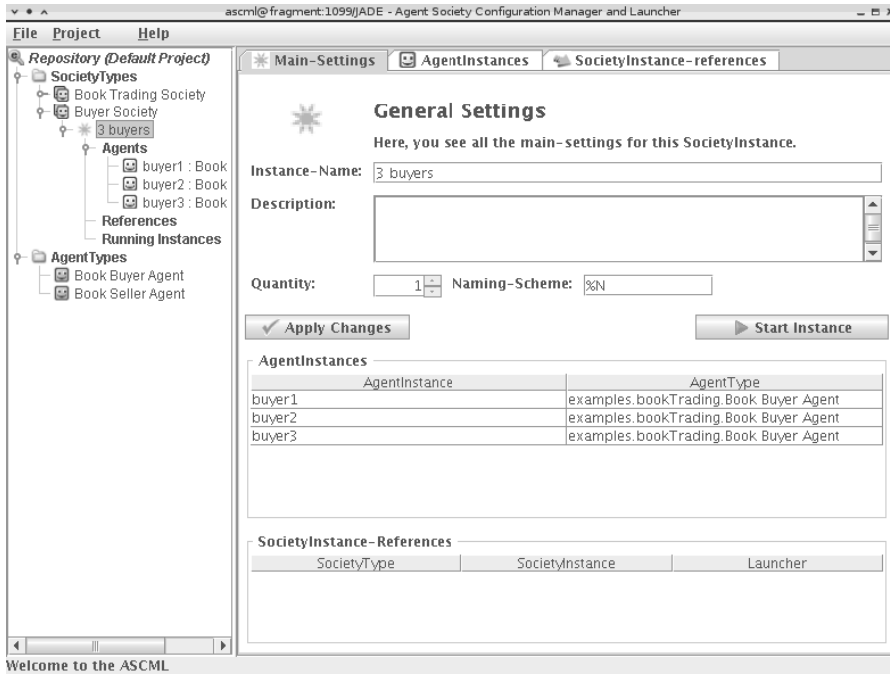 ascml@fragment:1099/JADE - Agent Society Configuration Manager and Launcher
File Project Help
Repository (Default Project)
SocietyTypes
Book Trading Society
Buyer Society
3 buyers
Agents
buyer1 : Book
buyer2 : Book
buyer3 : Book
References
Running Instances
AgentTypes
Book Buyer Agent
Book Seller Agent
Main-Settings AgentInstances SocietyInstance-references
General Settings
Here, you see all the main-settings for this SocietyInstance.
Instance-Name: 3 buyers
Description:
Quantity: 1 Naming-Scheme: %N
Apply Changes Start Instance
AgentInstances
AgentInstance AgentType
buyer1 examples.bookTrading.Book Buyer Agent
buyer2 examples.bookTrading.Book Buyer Agent
buyer3 examples.bookTrading.Book Buyer Agent
SocietyInstance-References
SocietyType SocietyInstance Launcher
Welcome to the ASCML